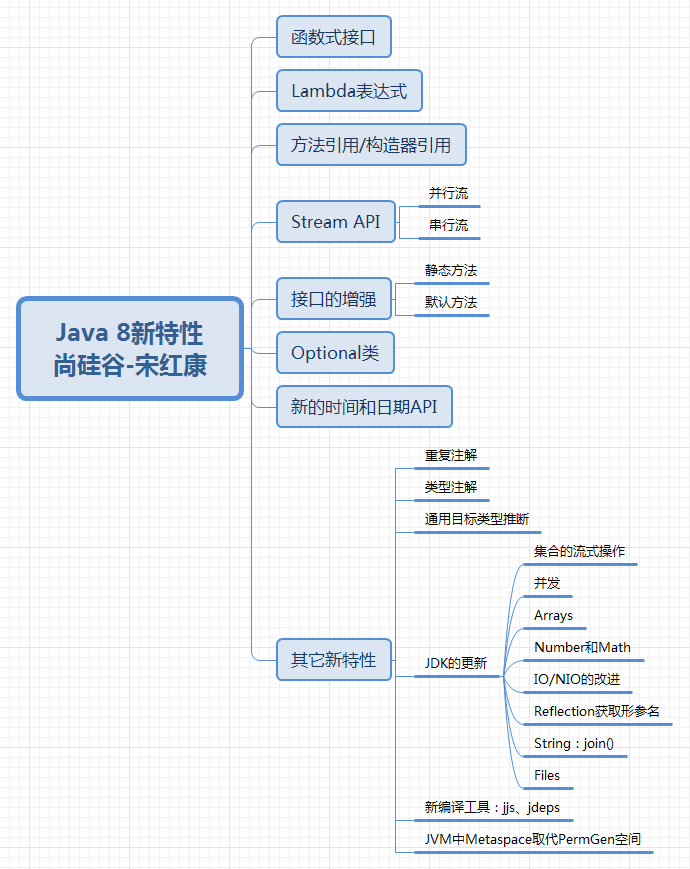 Java 8新特性
尚硅谷-宋红康
函数式接口
Lambda表达式
方法引用/构造器引用
Stream API
并行流
串行流
接口的增强
静态方法
默认方法
Optional类
新的时间和日期API
其它新特性
重复注解
类型注解
通用目标类型推断
JDK的更新
集合的流式操作
并发
Arrays
Number和Math
IO/NIO的改进
Reflection获取形参名
String：join()
Files
新编译工具：jjs、jdeps
JVM中Metaspace取代PermGen空间